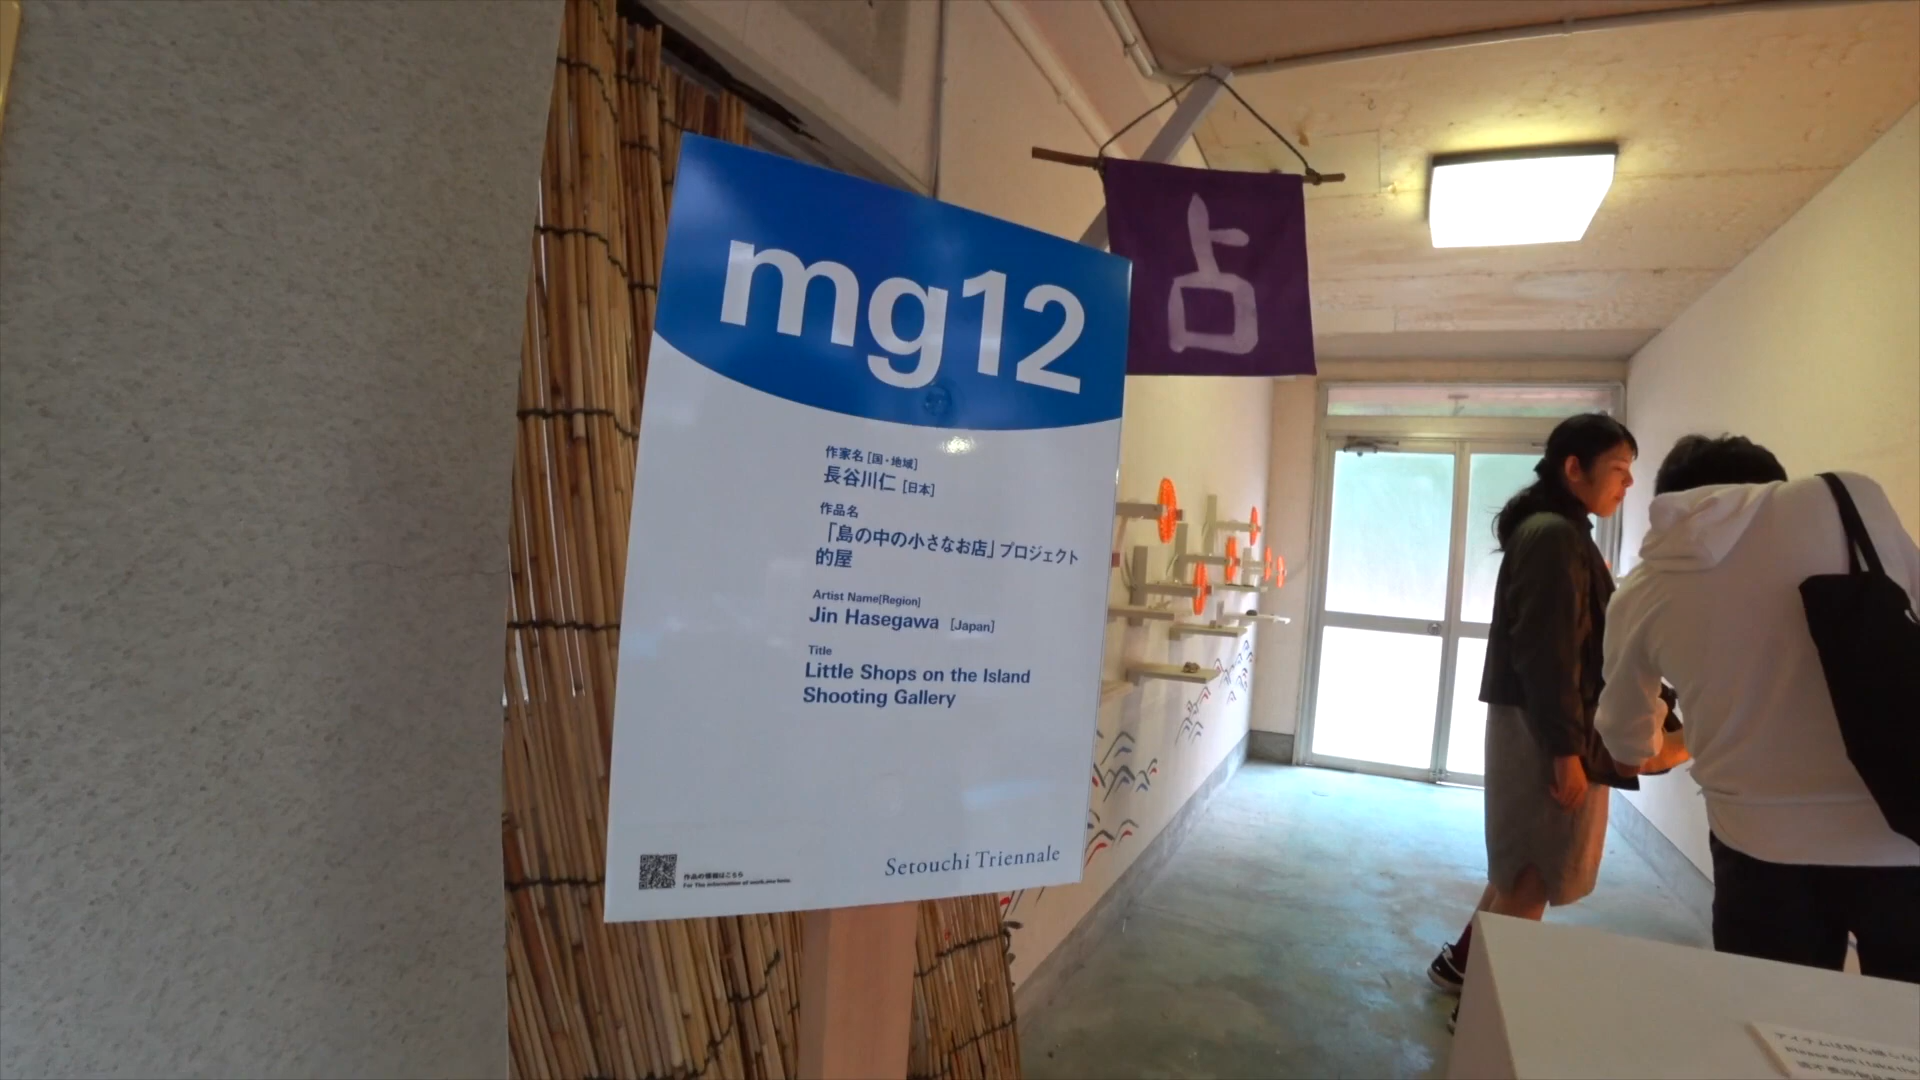 mg12
占
作家名 [国・地域]
長谷川仁 [日本]
作品名
「島の中の小さなお店」プロジェクト
的屋
Artist Name[Region]
Jin Hasegawa [Japan]
Title
Little Shops on the Island
Shooting Gallery
作品の情報はこちら
Setouchi Triennale